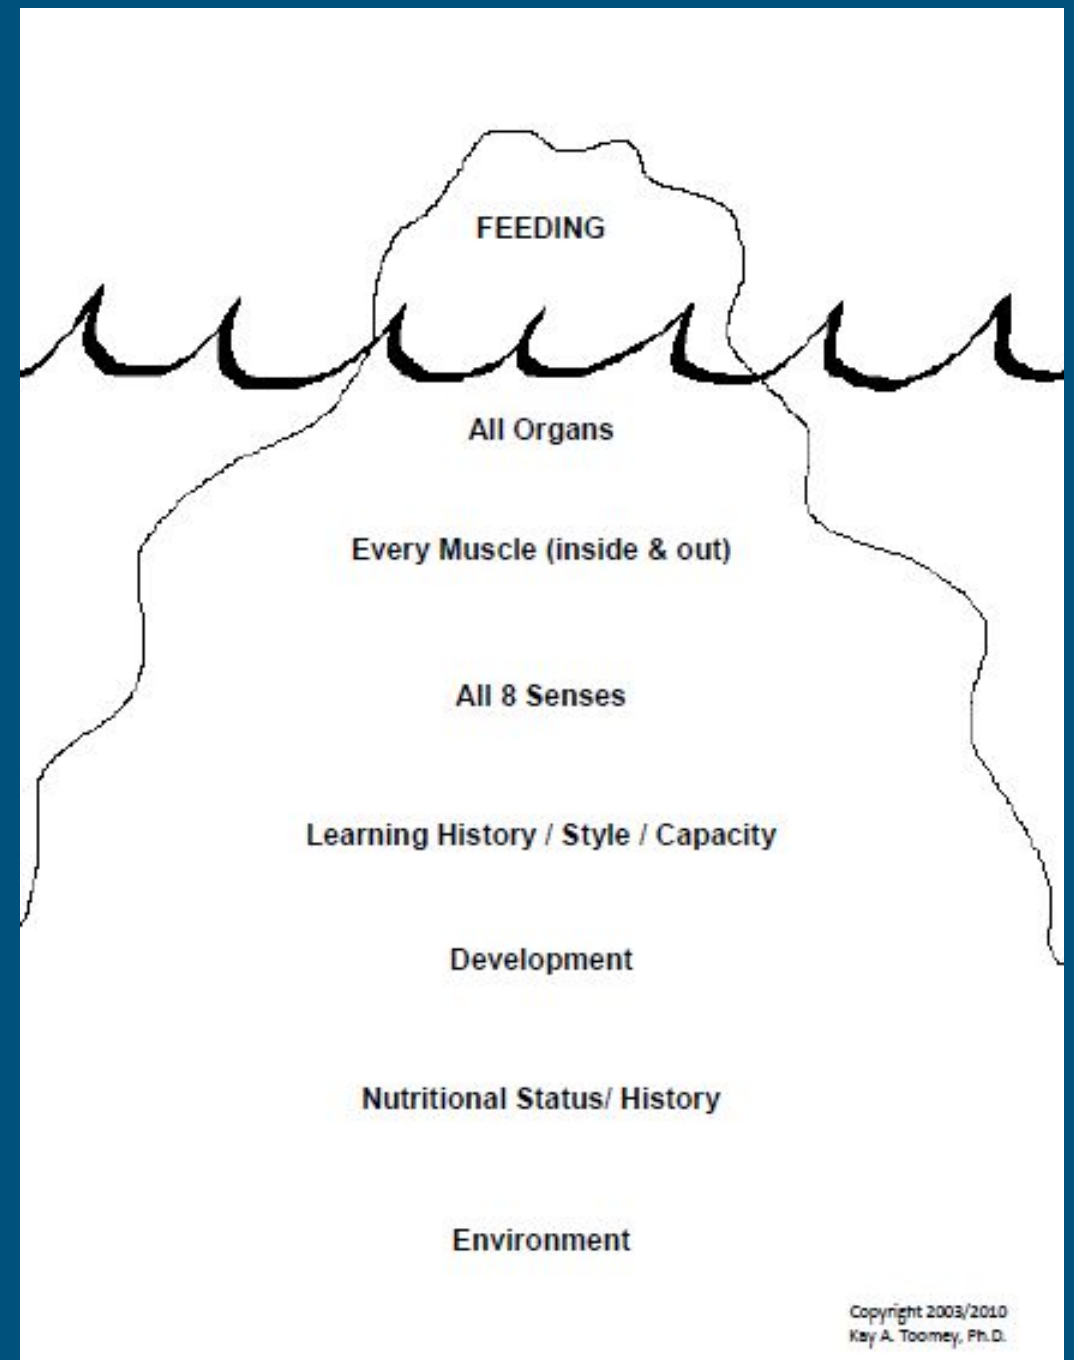 FEEDING
All Organs
Every Muscle (inside & out)
All 8 Senses
Learning History / Style / Capacity
Development
Nutritional Status/ History
Environment
Copyright 2003/2010
Kay A. Toomey, Ph.D.